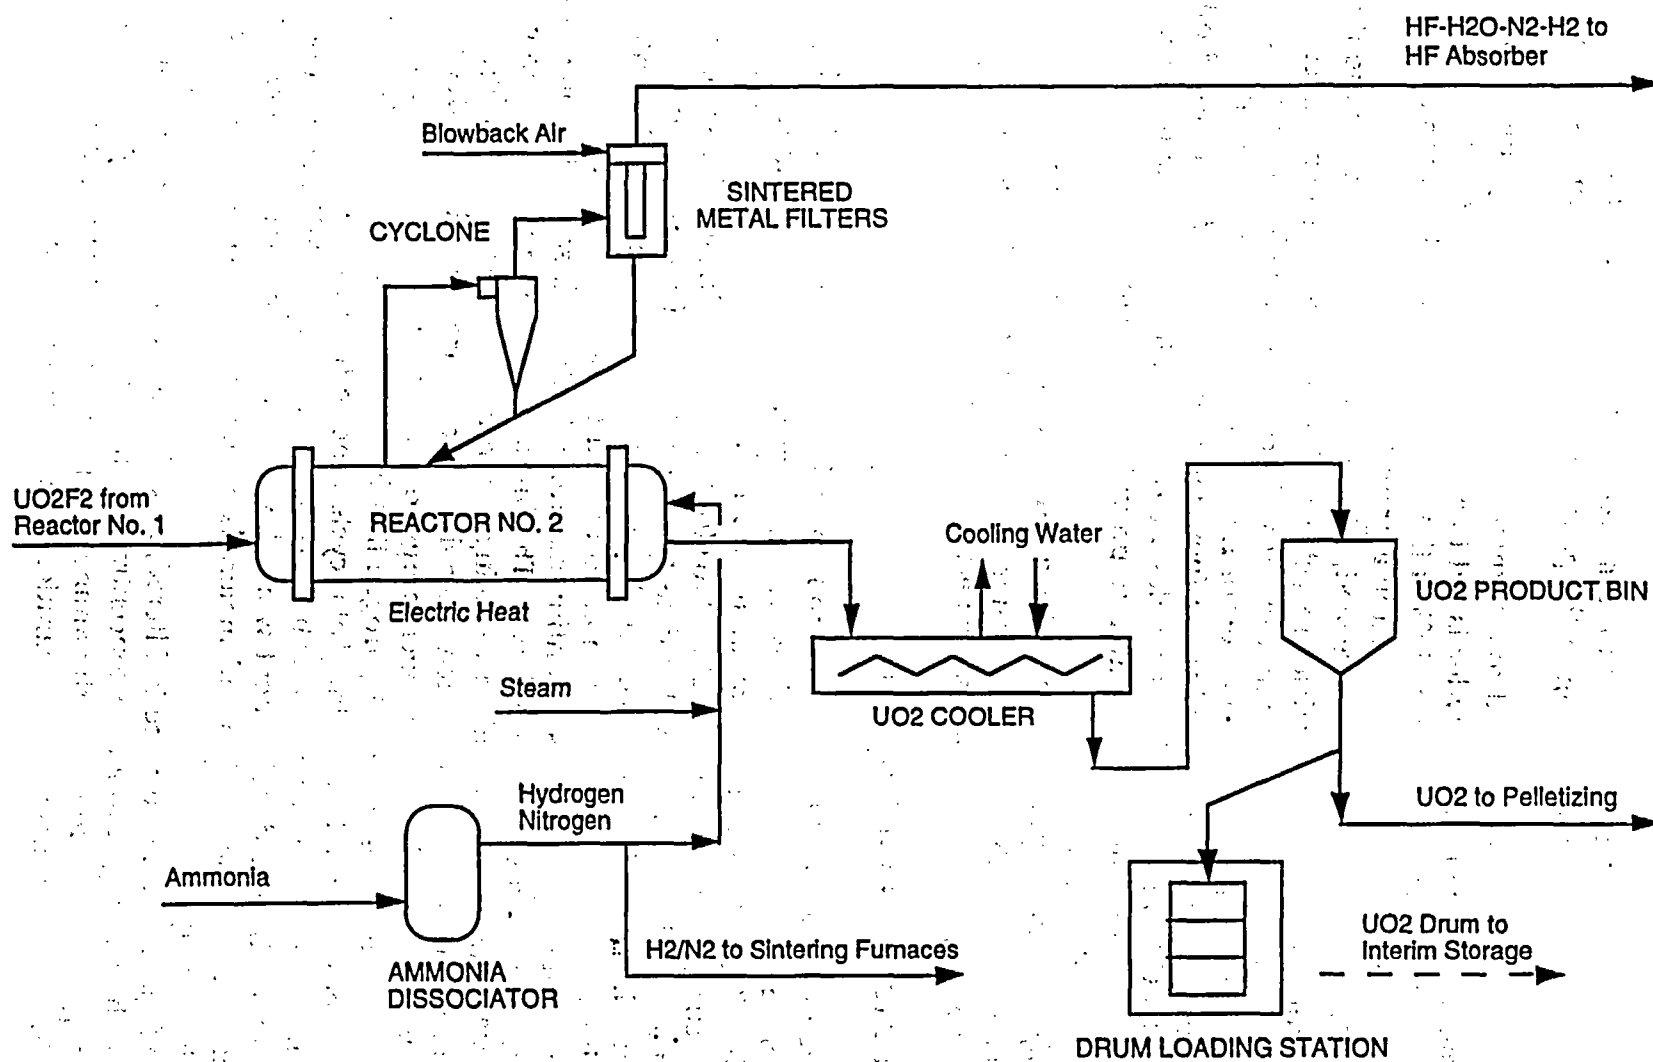 HF-H2O-N2-H2 to
HF Absorber
Blowback Air
SINTERED
METAL FILTERS
CYCLONE
UO2F2 from
Reactor No. 1
REACTOR NO. 2
Electric Heat
Cooling Water
UO2 PRODUCT BIN
Steam
UO2 COOLER
Hydrogen
Nitrogen
UO2 to Pelletizing
Ammonia
H2/N2 to Sintering Furnaces
UO2 Drum to
Interim Storage
AMMONIA
DISSOCIATOR
DRUM LOADING STATION